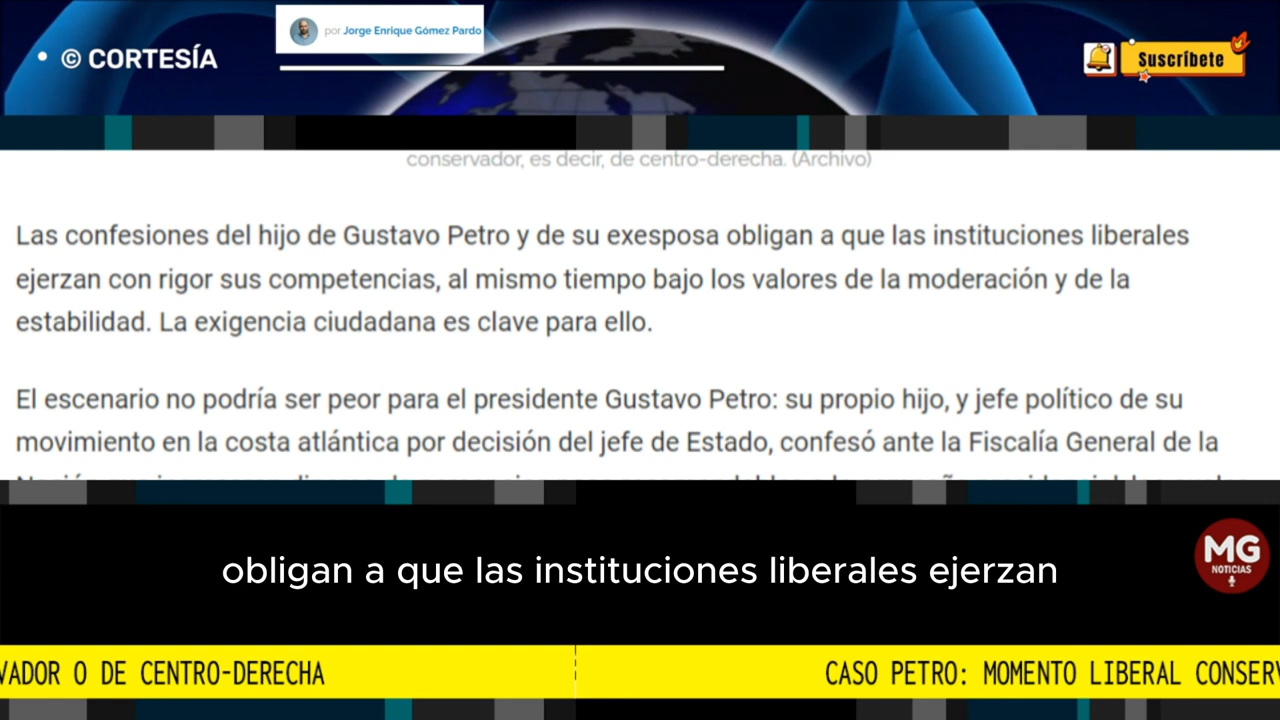 por Jorge Enrique Gómez Pardo
• © CORTESÍA
Suscríbete
conservador, es decir, de centro-derecha. (Archivo)
Las confesiones del hijo de Gustavo Petro y de su exesposa obligan a que las instituciones liberales
ejerzan con rigor sus competencias, al mismo tiempo bajo los valores de la moderación y de la
estabilidad. La exigencia ciudadana es clave para ello.
El escenario no podría ser peor para el presidente Gustavo Petro: su propio hijo, y jefe político de su
movimiento en la costa atlántica por decisión del jefe de Estado, confesó ante la Fiscalía General de la
obligan a que las instituciones liberales ejerzan
MG
NOTICIAS
VADOR O DE CENTRO-DERECHA
CASO PETRO: MOMENTO LIBERAL CONSERV